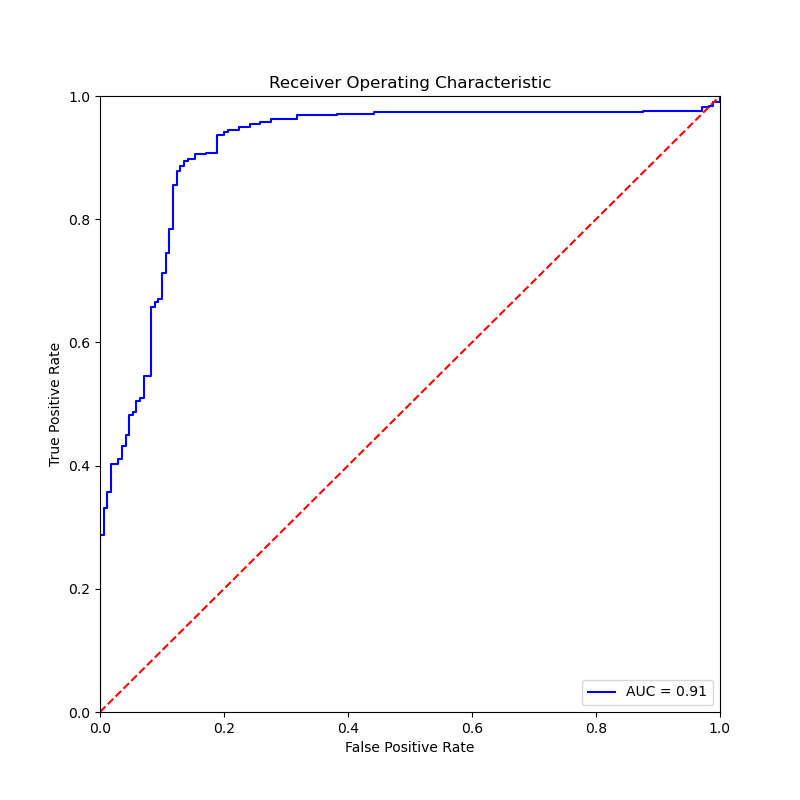 Receiver Operating Characteristic
1.0
0.8
0.6
0.4
0.2
0.0
True Positive Rate
AUC = 0.91
0.0 0.2 0.4 0.6 0.8 1.0
False Positive Rate